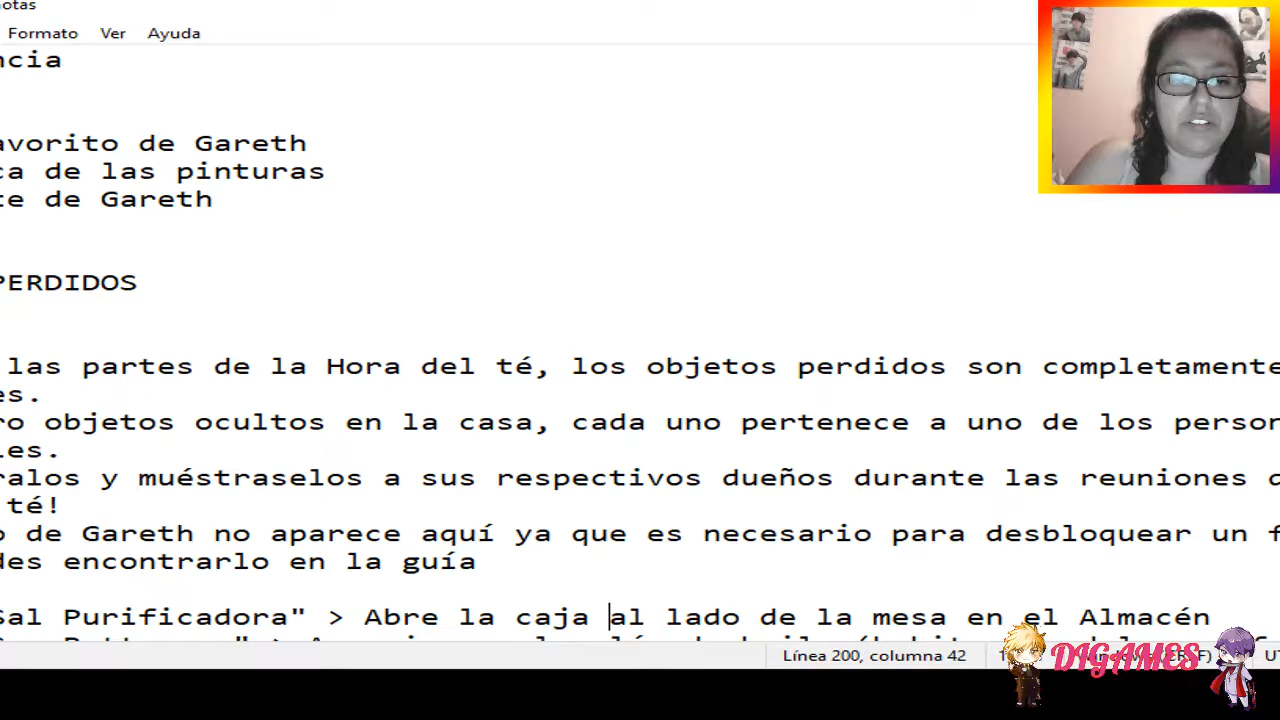 Formato Ver Ayuda
avorito de Gareth
ca de las pinturas
te de Gareth
PERDIDOS
las partes de la Hora del té, los objetos perdidos son completamente
es.
ro objetos ocultos en la casa, cada uno pertenece a uno de los person
les.
ralos y muéstraselos a sus respectivos dueños durante las reuniones
té!
o de Gareth no aparece aquí ya que es necesario para desbloquear un
des encontrarlo en la guía
Sal Purificadora" > Abre la caja al lado de la mesa en el Almacén
Línea 200, columna 42
DIGAMES